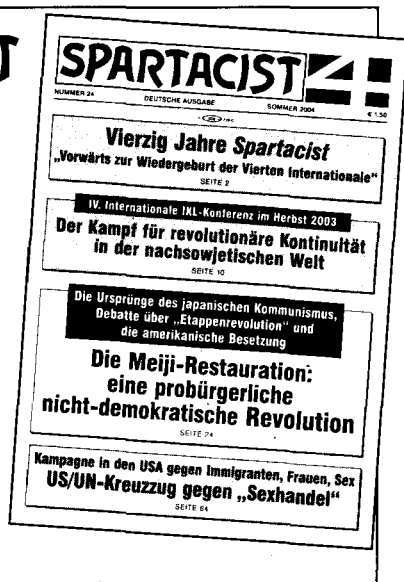 SPARTACIST
NUMMER 24 DEUTSCHE AUSGABE SOMMER 2004 € 1,50
Vierzig Jahre Spartacist
„Vorwärts zur Wiedergeburt der Vierten Internationale“
SEITE 2
IV. Internationale IKL-Konferenz im Herbst 2003
Der Kampf für revolutionäre Kontinuität
in der nachsowjetischen Welt
SEITE 10
Die Ursprünge des japanischen Kommunismus,
Debatte über „Etappenrevolution“ und
die amerikanische Besetzung
Die Meiji-Restauration:
eine probürgerliche
nicht-demokratische Revolution
SEITE 24
Kampagne in den USA gegen Immigranten, Frauen, Sex
US/UN-Kreuzzug gegen „Sexhandel“
SEITE 64